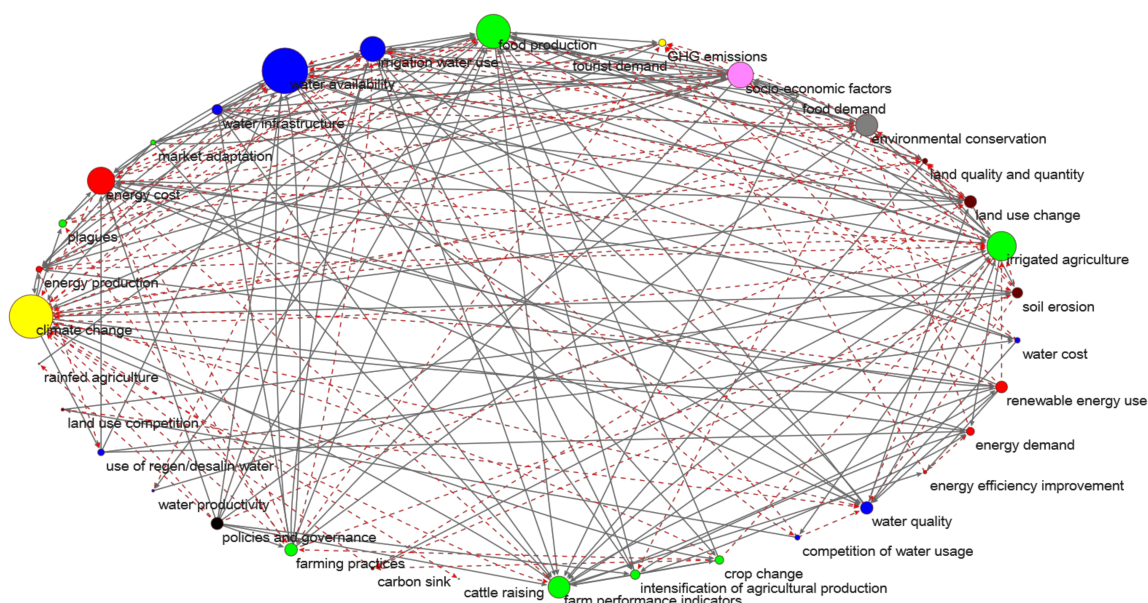 food production
GHG emissions
irrigation water use
tourist demand
water availability
socio-economic factors
food demand
water infrastructure
environmental conservation
market adaptation
land quality and quantity
energy cost
land use change
plagues
irrigated agriculture
energy production
soil erosion
climate change
water cost
rainfed agriculture
renewable energy use
land use competition
energy demand
use of regen/desalin water
energy efficiency improvement
water productivity
water quality
policies and governance
competition of water usage
farming practices
crop change
carbon sink
intensification of agricultural production
cattle raising
farm performance indicators